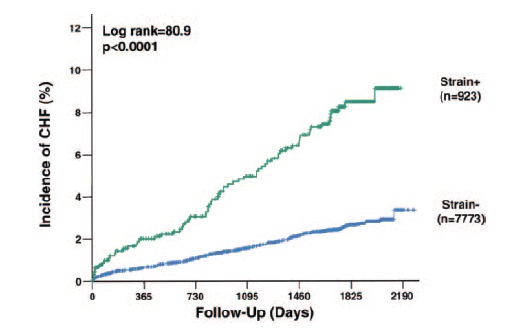 Log rank=80.9
p<0.0001
12
10
8
6
4
2
0
Incidence of CHF (%)
0 365 730 1095 1460 1825 2190
Follow-Up (Days)
Strain+
(n=923)
Strain-
(n=7773)